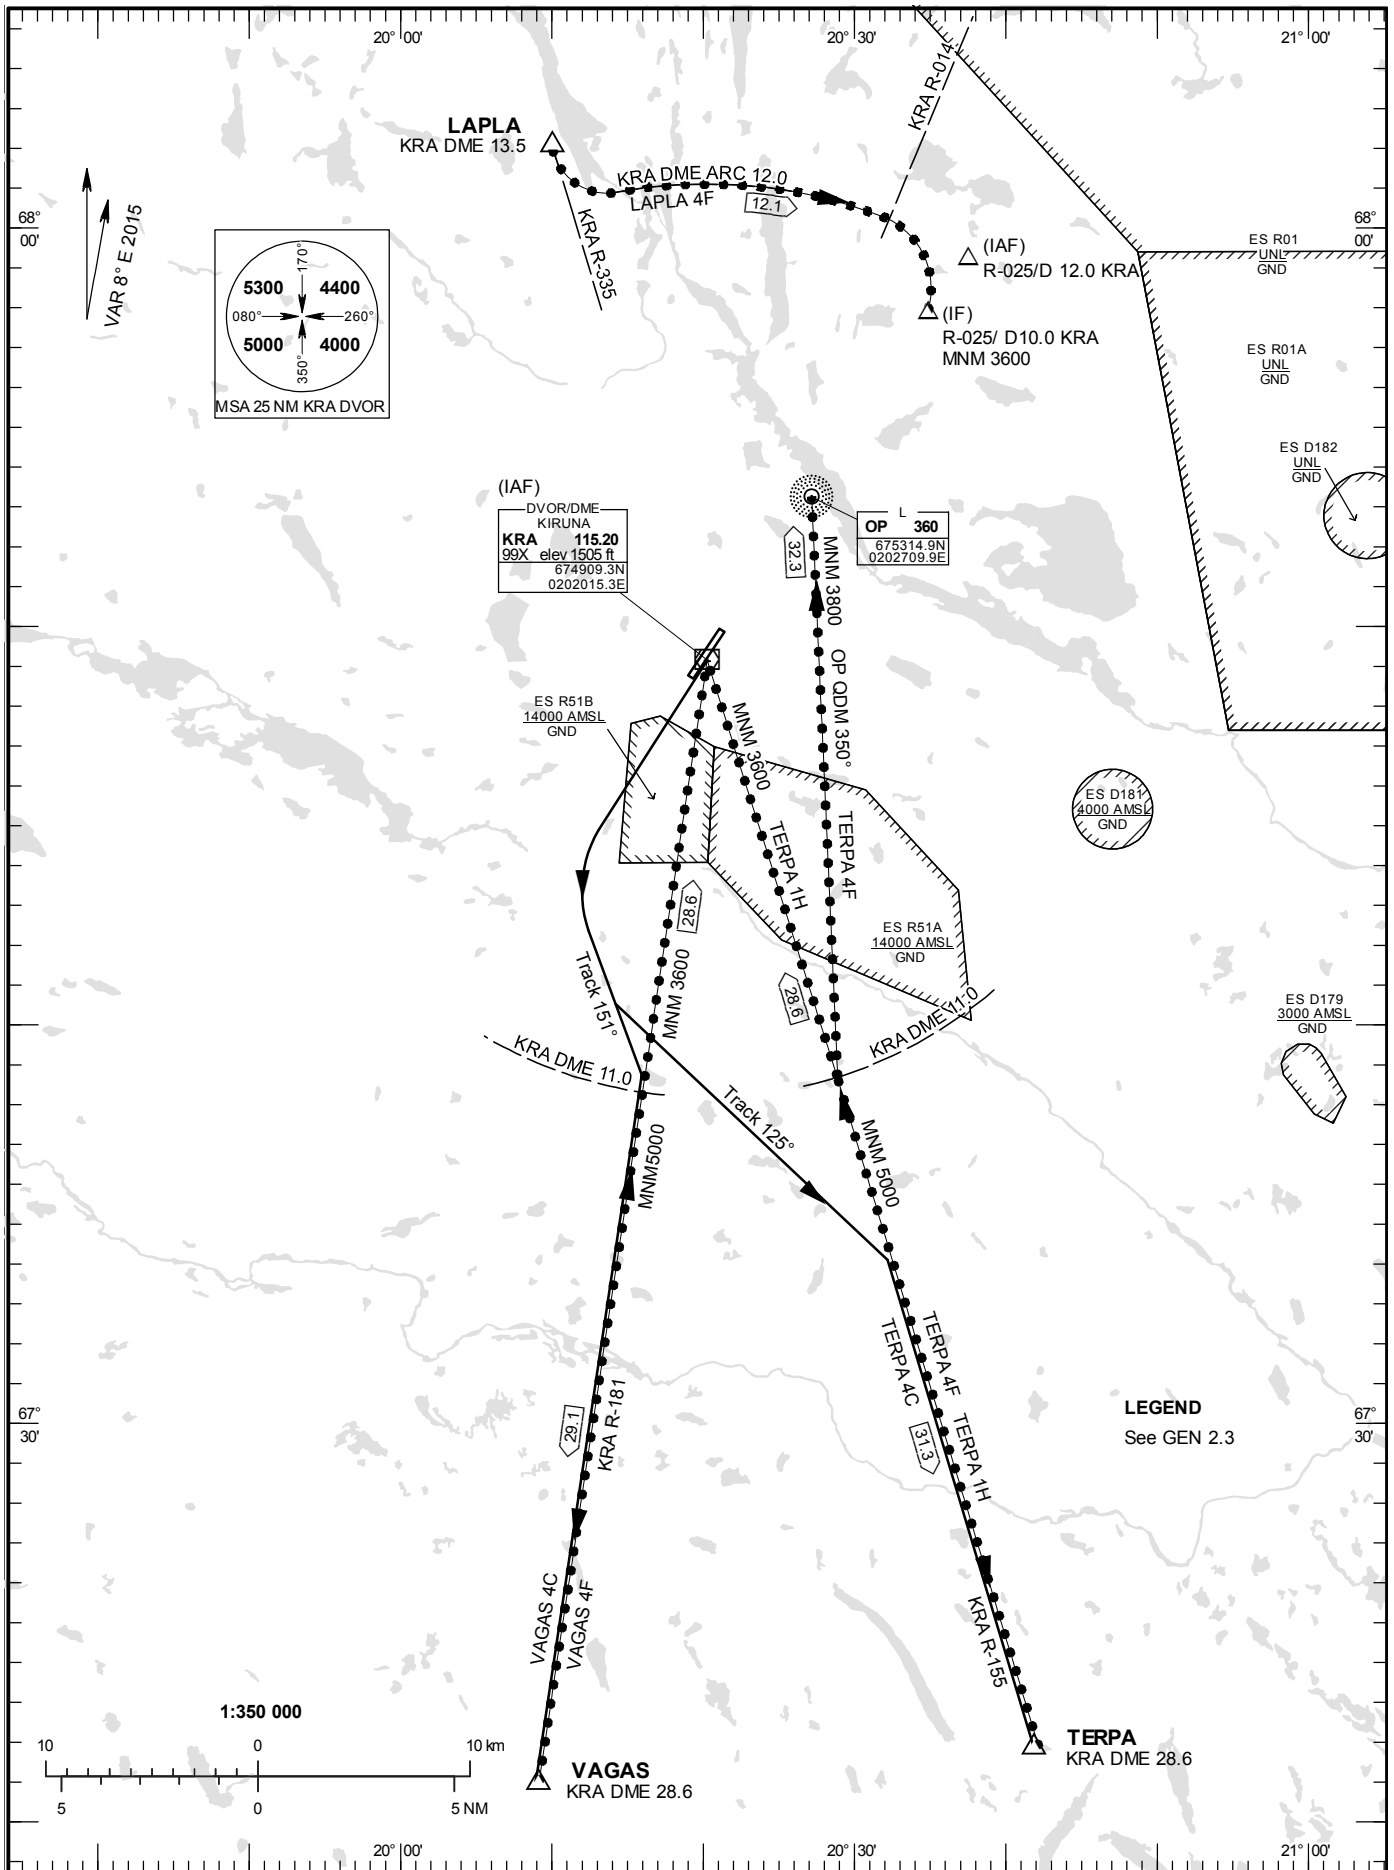 20° 00'
20° 30'
21° 00'
LAPLA
KRA DME 13.5
KRA R-014
KRA DME ARC 12.0
LAPLA 4F
12.1
KRA R-335
VAR 8° E 2015
68°
00'
68°
00'
(IAF)
R-025/D 12.0 KRA
(IF)
R-025/ D10.0 KRA
MNM 3600
ES R01
UNL
GND
ES R01A
UNL
GND
ES D182
UNL
GND
170°
5300 4400
080° 260°
5000 4000
350°
MSA 25 NM KRA DVOR
(IAF)
DVOR/DME
KIRUNA
KRA 115.20
99X elev 1505 ft
674909.3N
0202015.3E
L
OP 360
675314.9N
0202709.9E
32.3
MNM 3800
OP QDM 350°
TERPA 4F
ES R51B
14000 AMSL
GND
MNM 3600
TERPA 1H
28.6
ES D181
4000 AMSL
GND
28.6
MNM 3600
ES R51A
14000 AMSL
GND
Track 151°
KRA DME 11.0
KRA DME 11.0
ES D179
3000 AMSL
GND
Track 125°
MNM5000
MNM 5000
TERPA 4C
TERPA 4F TERPA 1H
31.3
29.1
KRA R-181
67°
30'
67°
30'
LEGEND
See GEN 2.3
VAGAS 4C
VAGAS 4F
KRA R-155
1:350 000
10 0 10 km
5 0 5 NM
VAGAS
KRA DME 28.6
TERPA
KRA DME 28.6
20° 00'
20° 30'
21° 00'